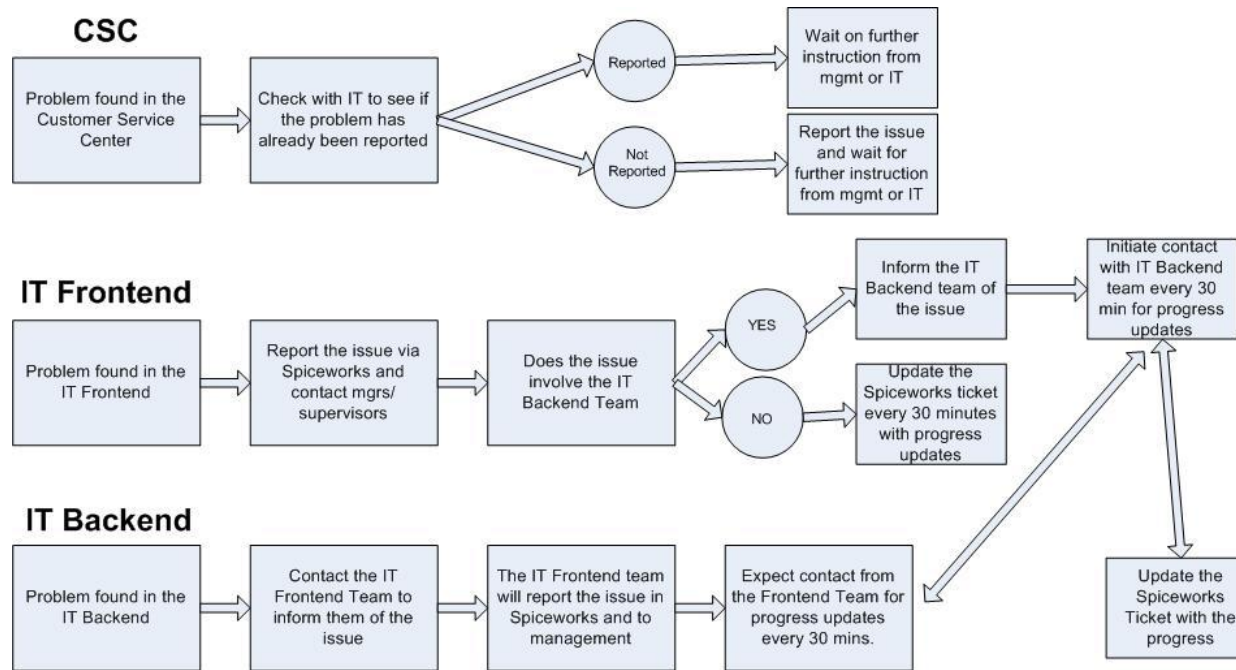 CSC
Problem found in the
Customer Service
Center
Check with IT to see if
the problem has
already been reported
Reported
Wait on further
instruction from
mgmt or IT
Not
Reported
Report the issue
and wait for
further instruction
from mgmt or IT
IT Frontend
Problem found in the
IT Frontend
Report the issue via
Spiceworks and
contact mgrs/
supervisors
Does the issue
involve the IT
Backend Team
YES
Inform the IT
Backend team of
the issue
Initiate contact
with IT Backend
team every 30
min for progress
updates
NO
Update the
Spiceworks ticket
every 30 minutes
with progress
updates
IT Backend
Problem found in the
IT Backend
Contact the IT
Frontend Team to
inform them of the
issue
The IT Frontend team
will report the issue in
Spiceworks and to
management
Expect contact from
the Frontend Team for
progress updates
every 30 mins.
Update the
Spiceworks
Ticket with the
progress